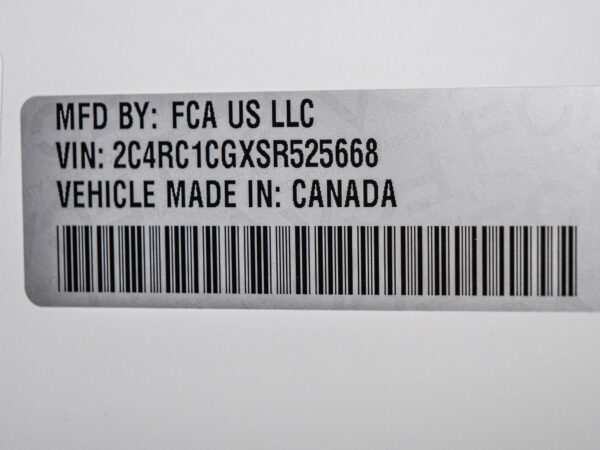 MFD BY: FCA US LLC
VIN: 2C4RC1CGXSR525668
VEHICLE MADE IN: CANADA